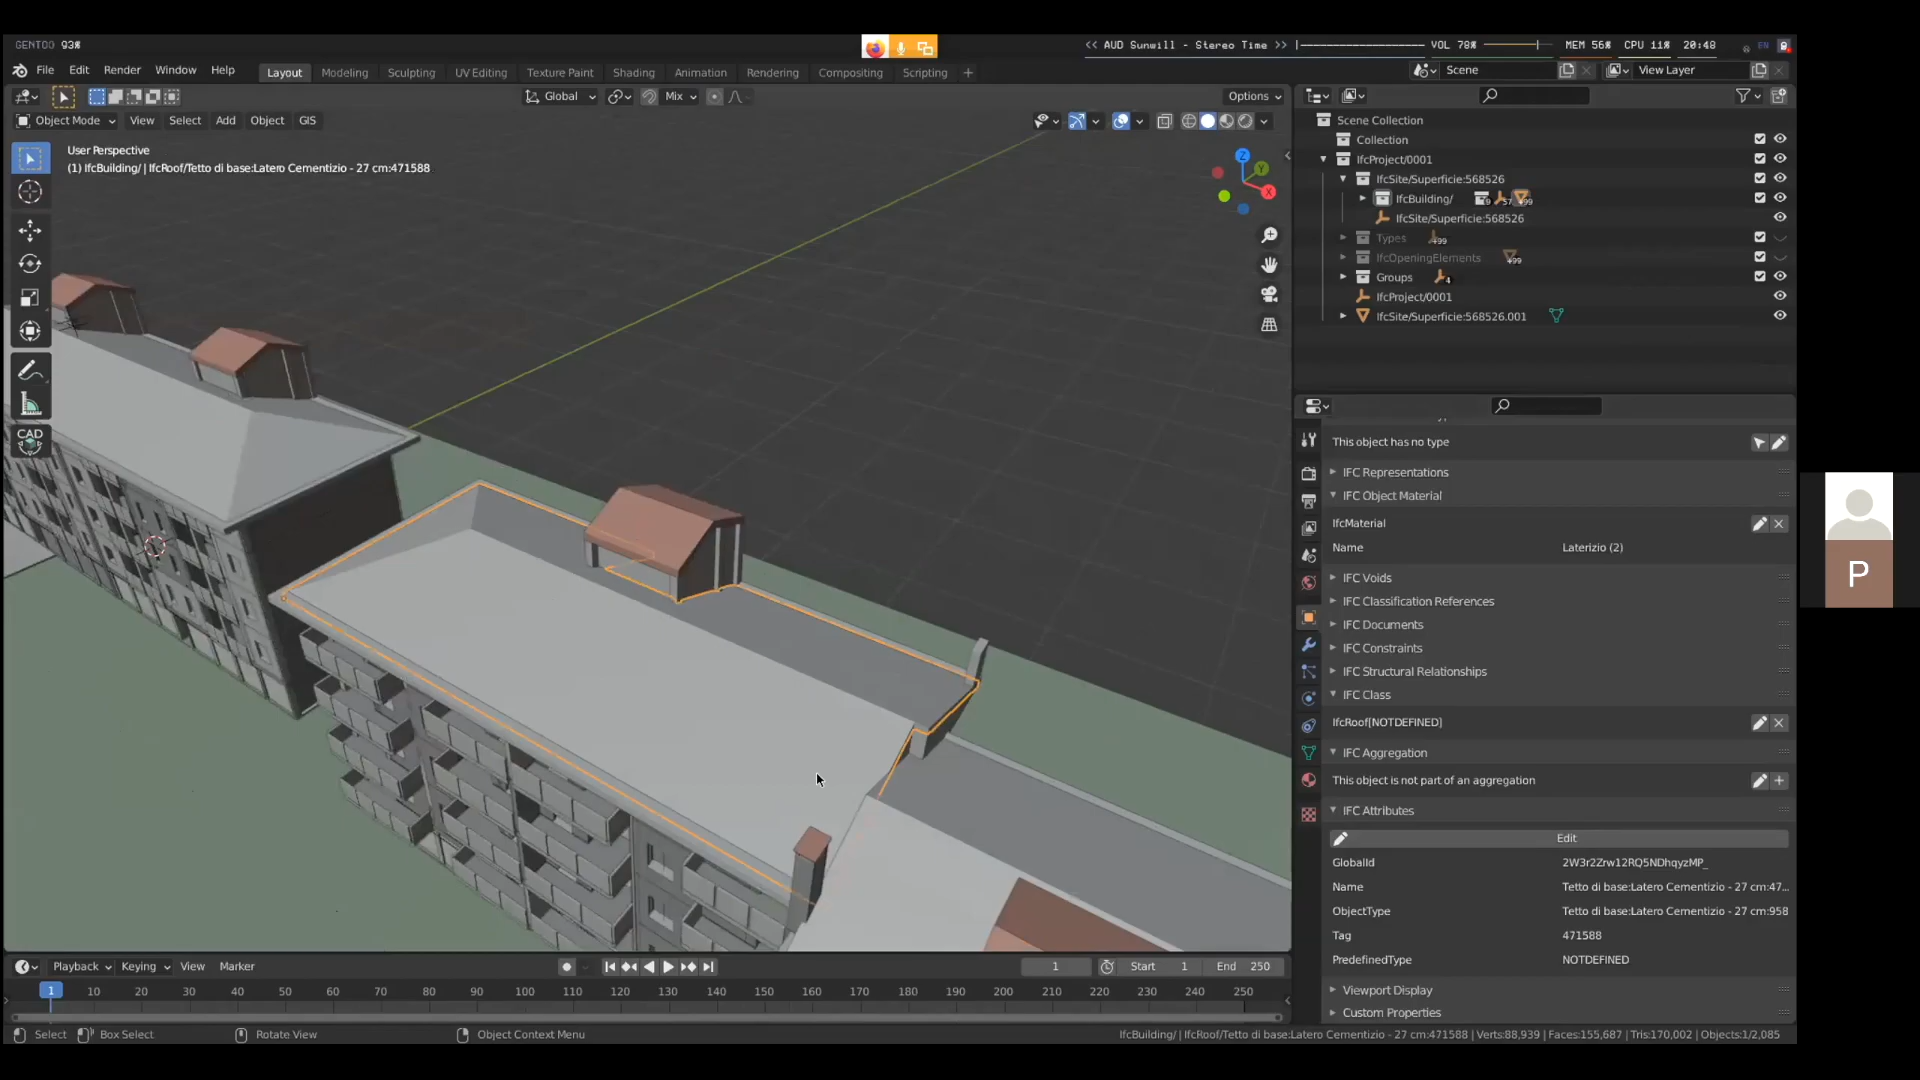 GENTOO 93%
<< AUD Sunwill - Stereo Time >> VOL 78% MEM 56% CPU 11% 20:48 EN
File Edit Render Window Help Layout Modeling Sculpting UV Editing Texture Paint Shading Animation Rendering Compositing Scripting + Scene View Layer
Global Mix Options
Object Mode View Select Add Object GIS
User Perspective
(1) IfcBuilding/ | IfcRoof/Tetto di base:Latero Cementizio - 27 cm:471588
Z
Y
X
CAD
Scene Collection
Collection
IfcProject/0001
IfcSite/Superficie:568526
IfcBuilding/ 9 57 +99
IfcSite/Superficie:568526
Types +99
IfcOpeningElements +99
Groups 4
IfcProject/0001
IfcSite/Superficie:568526.001
This object has no type
IFC Representations
IFC Object Material
IfcMaterial
Name Laterizio (2)
IFC Voids
IFC Classification References
IFC Documents
IFC Constraints
IFC Structural Relationships
IFC Class
IfcRoof[NOTDEFINED]
IFC Aggregation
This object is not part of an aggregation
IFC Attributes
Edit
GlobalId 2W3r2Zrw12RQ5NDhqyzMP_
Name Tetto di base:Latero Cementizio - 27 cm:47...
ObjectType Tetto di base:Latero Cementizio - 27 cm:958
Tag 471588
PredefinedType NOTDEFINED
Viewport Display
Custom Properties
P
Playback Keying View Marker 1 Start 1 End 250
1 10 20 30 40 50 60 70 80 90 100 110 120 130 140 150 160 170 180 190 200 210 220 230 240 250
Select Box Select Rotate View Object Context Menu IfcBuilding/ | IfcRoof/Tetto di base:Latero Cementizio - 27 cm:471588 | Verts:88,939 | Faces:155,687 | Tris:170,002 | Objects:1/2,085